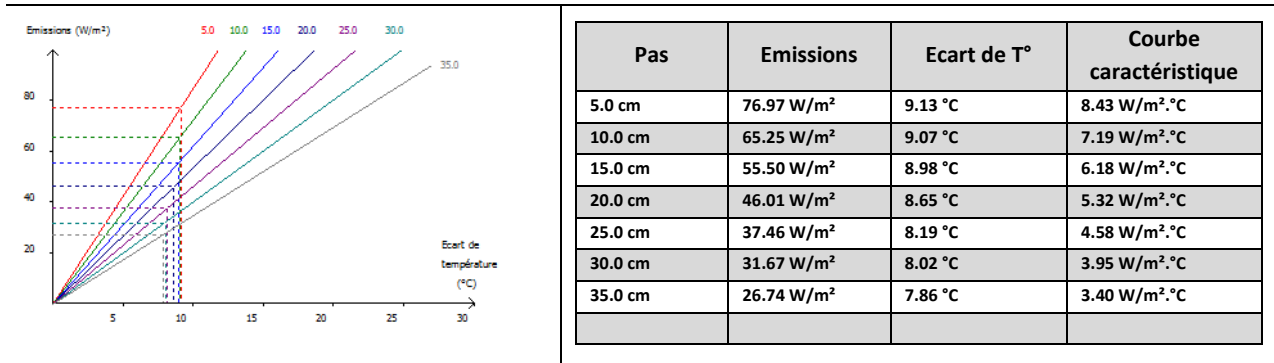 Emissions (W/m²) 5.0 10.0 15.0 20.0 25.0 30.0
35.0
80
60
40
20
Ecart de
température
(°C)
5 10 15 20 25 30
Pas Emissions Ecart de T° Courbe
caractéristique
5.0 cm 76.97 W/m² 9.13 °C 8.43 W/m².°C
10.0 cm 65.25 W/m² 9.07 °C 7.19 W/m².°C
15.0 cm 55.50 W/m² 8.98 °C 6.18 W/m².°C
20.0 cm 46.01 W/m² 8.65 °C 5.32 W/m².°C
25.0 cm 37.46 W/m² 8.19 °C 4.58 W/m².°C
30.0 cm 31.67 W/m² 8.02 °C 3.95 W/m².°C
35.0 cm 26.74 W/m² 7.86 °C 3.40 W/m².°C